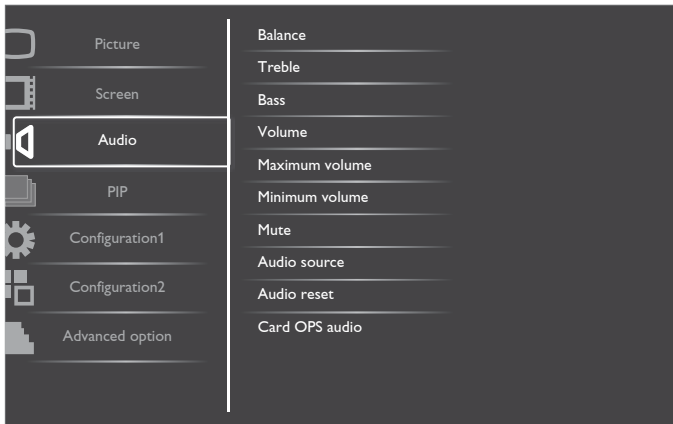 Picture
Screen
Audio
PIP
Configuration1
Configuration2
Advanced option
Balance
Treble
Bass
Volume
Maximum volume
Minimum volume
Mute
Audio source
Audio reset
Card OPS audio